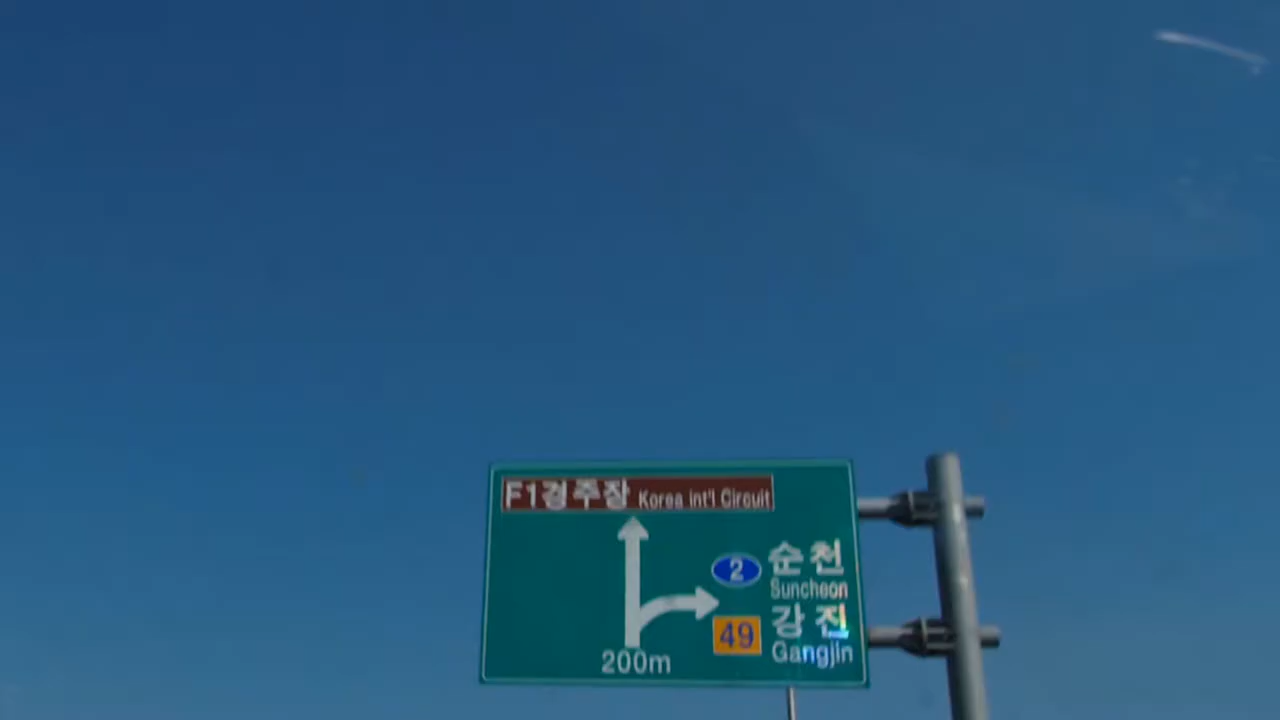 F1경주장 Korea int'l Circuit
2 순천
Suncheon
49 강진
Gangjin
200m